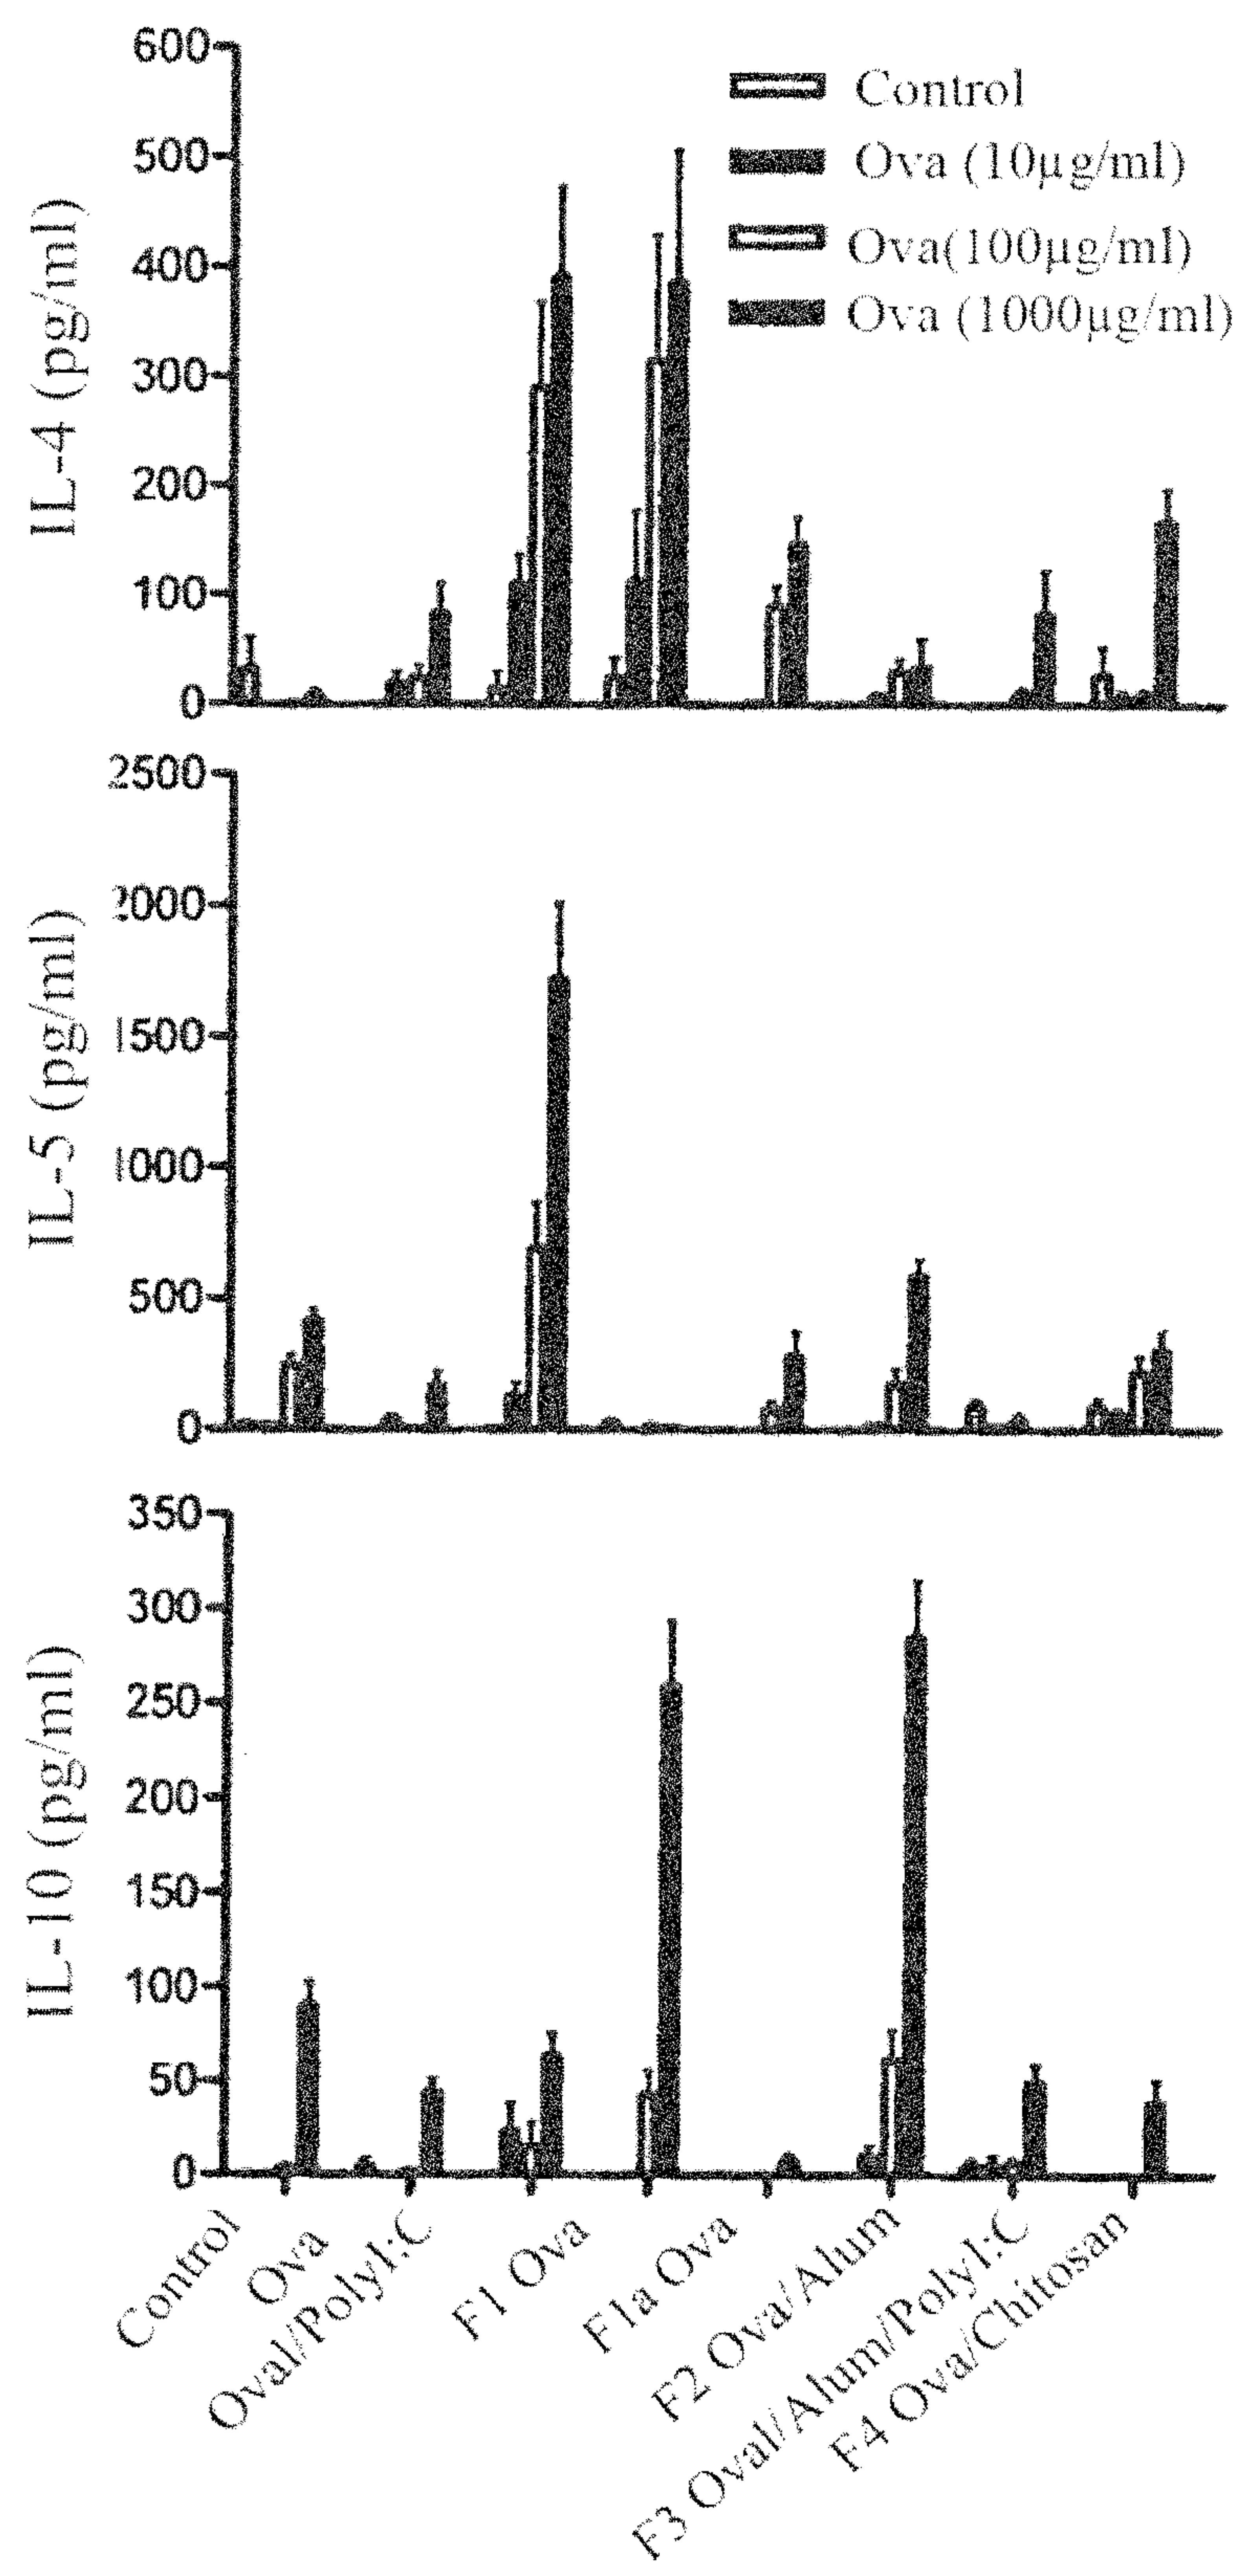 600
500
400
300
200
100
0
IL-4 (pg/ml)
Control
Ova (10μg/ml)
Ova(100μg/ml)
Ova (1000μg/ml)
2500
2000
1500
1000
500
0
IL-5 (pg/ml)
350
300
250
200
150
100
50
0
IL-10 (pg/ml)
Control
Ova
Oval/PolyI:C
F1 Ova
F1a Ova
F2 Ova/Alum
F3 Oval/Alum/PolyI:C
F4 Ova/Chitosan